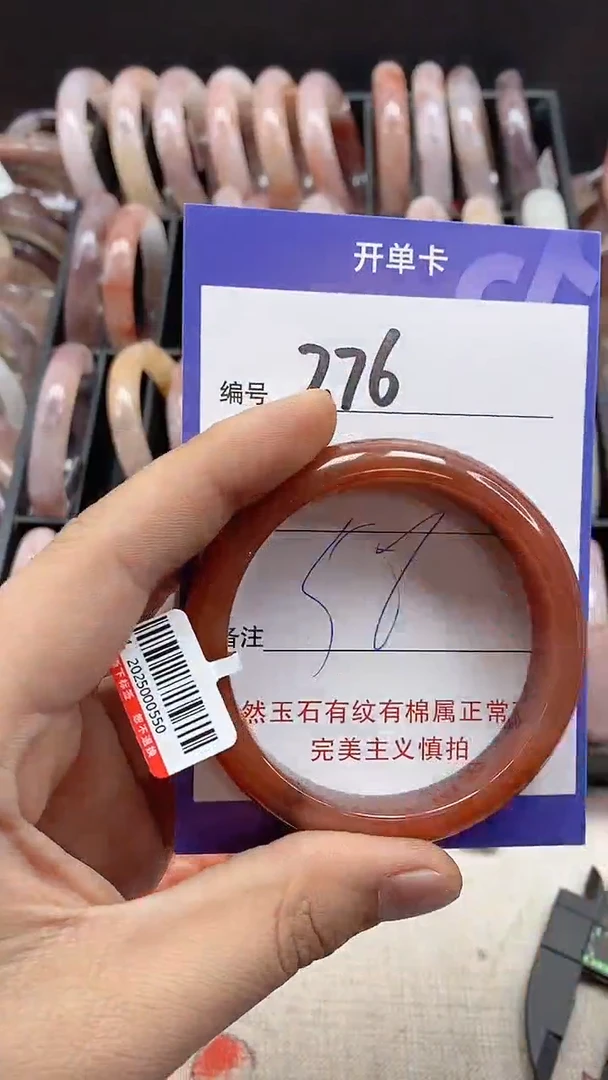 开单卡
编号 276
58
备注
然玉石有纹有棉属正常
完美主义慎拍
2025000550